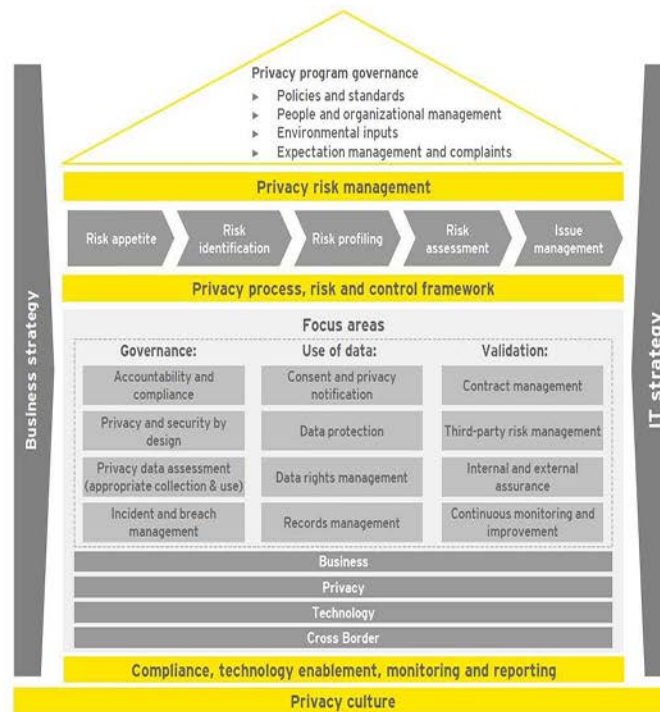 Privacy program governance
► Policies and standards
► People and organizational management
► Environmental inputs
► Expectation management and complaints
Privacy risk management
Risk appetite
Risk
identification
Risk profiling
Risk
assessment
Issue
management
Privacy process, risk and control framework
Business strategy
IT strategy
Focus areas
Governance:
Accountability and
compliance
Privacy and security by
design
Privacy data assessment
(appropriate collection & use)
Incident and breach
management
Use of data:
Consent and privacy
notification
Data protection
Data rights management
Records management
Validation:
Contract management
Third-party risk management
Internal and external
assurance
Continuous monitoring and
improvement
Business
Privacy
Technology
Cross Border
Compliance, technology enablement, monitoring and reporting
Privacy culture